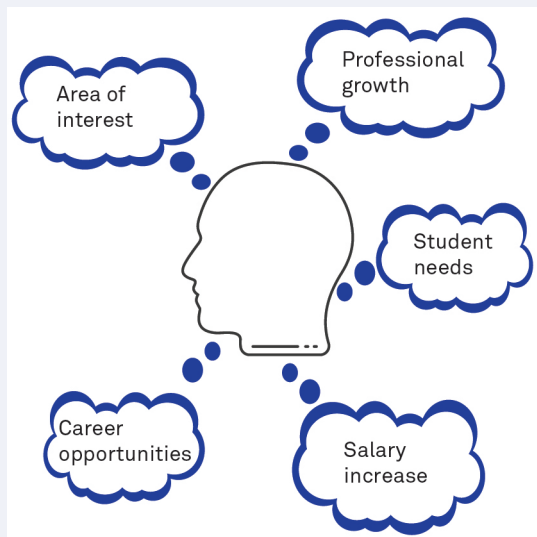 Area of
interest
Professional
growth
Student
needs
Career
opportunities
Salary
increase